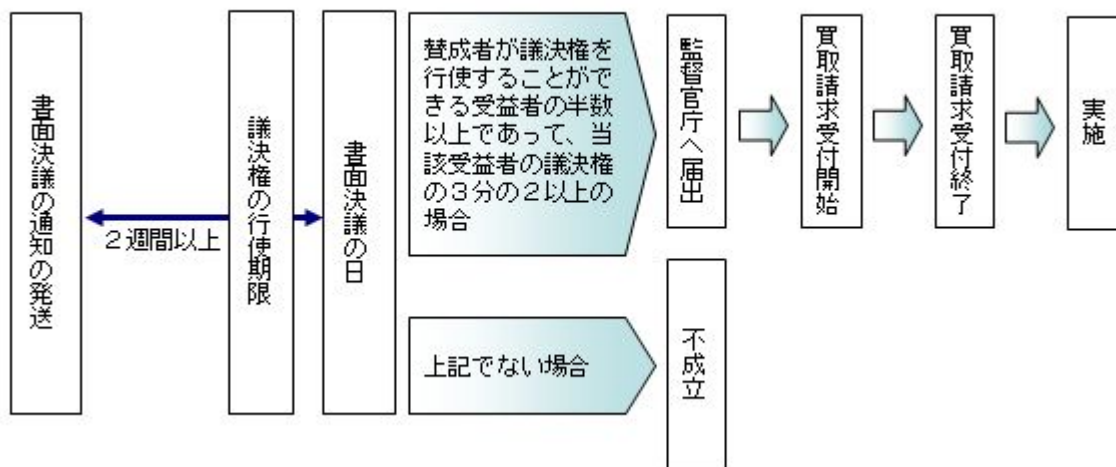 書面決議の通知の発送
２週間以上
議決権の行使期限
書面決議の日
賛成者が議決権を
行使することがで
きる受益者の半数
以上であって、当
該受益者の議決権
の３分の２以上の
場合
監督官庁へ届出
買取請求受付開始
買取請求受付終了
実施
上記でない場合
不成立